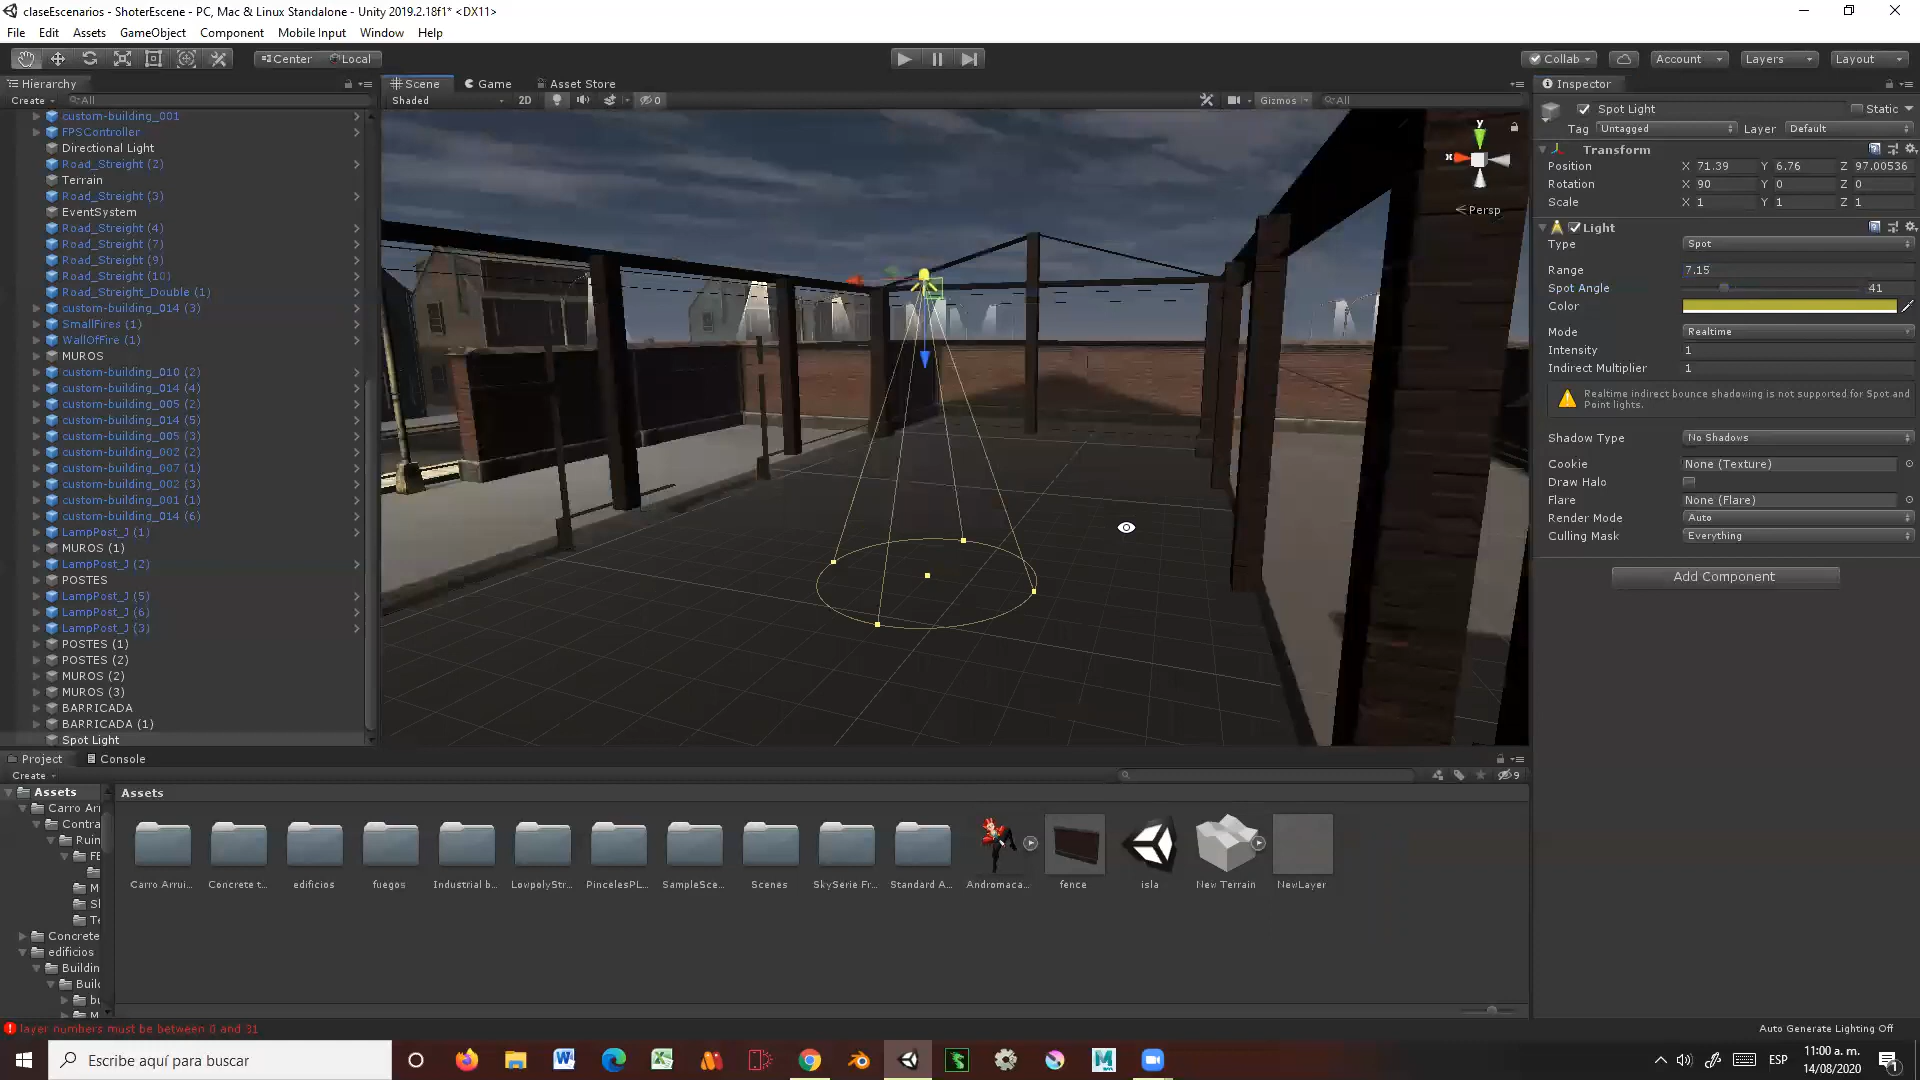 claseEscenarios - ShoterEscene - PC, Mac & Linux Standalone - Unity 2019.2.18f1* <DX11>
File Edit Assets GameObject Component Mobile Input Window Help
Center Local
Collab Account Layers Layout
Hierarchy
Create All
custom-building_001
FPSController
Directional Light
Road_Streight (2)
Terrain
Road_Streight (3)
EventSystem
Road_Streight (4)
Road_Streight (7)
Road_Streight (9)
Road_Streight (10)
Road_Streight_Double (1)
custom-building_014 (3)
SmallFires (1)
WallOfFire (1)
MUROS
custom-building_010 (2)
custom-building_014 (4)
custom-building_005 (2)
custom-building_014 (5)
custom-building_005 (3)
custom-building_002 (2)
custom-building_007 (1)
custom-building_002 (3)
custom-building_001 (1)
custom-building_014 (6)
LampPost_J (1)
MUROS (1)
LampPost_J (2)
POSTES
LampPost_J (5)
LampPost_J (6)
LampPost_J (3)
POSTES (1)
POSTES (2)
MUROS (2)
MUROS (3)
BARRICADA
BARRICADA (1)
Spot Light
Scene Game Asset Store
Shaded 2D 0 Gizmos All
y
x
Persp
Inspector
Spot Light Static
Tag Untagged Layer Default
Transform
Position X 71.39 Y 6.76 Z 97.00536
Rotation X 90 Y 0 Z 0
Scale X 1 Y 1 Z 1
Light
Type Spot
Range 7.15
Spot Angle 41
Color
Mode Realtime
Intensity 1
Indirect Multiplier 1
Realtime indirect bounce shadowing is not supported for Spot and
Point lights.
Shadow Type No Shadows
Cookie None (Texture)
Draw Halo
Flare None (Flare)
Render Mode Auto
Culling Mask Everything
Add Component
Project Console
Create
9
Assets
Carro Arr
Contra
Ruin
FE
M
Te
Concrete
edificios
Buildin
Build
Assets
Carro Arrui... Concrete t... edificios fuegos Industrial b... LowpolyStr... PincelesPL... SampleSce... Scenes SkySerie Fr... Standard A... Andromaca... fence isla New Terrain NewLayer
layer numbers must be between 0 and 31
Auto Generate Lighting Off
Escribe aquí para buscar
ESP
11:00 a. m.
14/08/2020
1